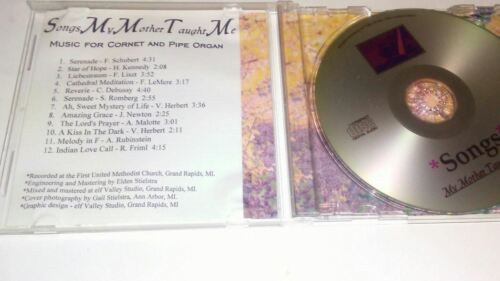 Songs My Mother Taught Me
Music for Cornet and Pipe Organ
1. Serenade - F. Schubert 4:31
2. Star of Hope - H. Kennedy 2:08
3. Liebestraum - F. Liszt 3:52
4. Cathedral Meditation - F. LeMere 3:17
5. Reverie - C. Debussy 4:40
6. Serenade - S. Romberg 2:55
7. Ah, Sweet Mystery of Life - V. Herbert 3:36
8. Amazing Grace - J. Newton 2:25
9. The Lord's Prayer - A. Malotte 3:01
10. A Kiss In The Dark - V. Herbert 2:11
11. Melody in F - A. Rubinstein
12. Indian Love Call - R. Friml 4:15
*Recorded at the First United Methodist Church, Grand Rapids, MI.
*Engineering and Mastering by Elden Stielstra
*Mixed and mastered at elf Valley Studio, Grand Rapids, MI.
*Cover photography by Gail Stielstra, Ann Arbor, MI.
*Graphic design - elf Valley Studio, Grand Rapids, MI
*Songs
My Mother Ta